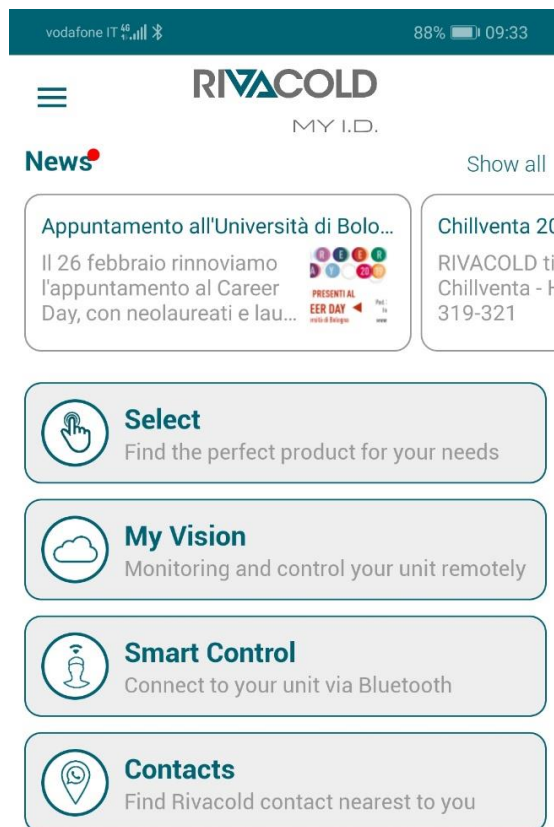 vodafone IT 4G 88% 09:33
RIVACOLD
MY I.D.
News
Show all
Appuntamento all'Università di Bolo...
Il 26 febbraio rinnoviamo
l'appuntamento al Career
Day, con neolaureati e lau...
PRESENTI AL
EER DAY
Chillventa 20
RIVACOLD ti
Chillventa - H
319-321
Select
Find the perfect product for your needs
My Vision
Monitoring and control your unit remotely
Smart Control
Connect to your unit via Bluetooth
Contacts
Find Rivacold contact nearest to you